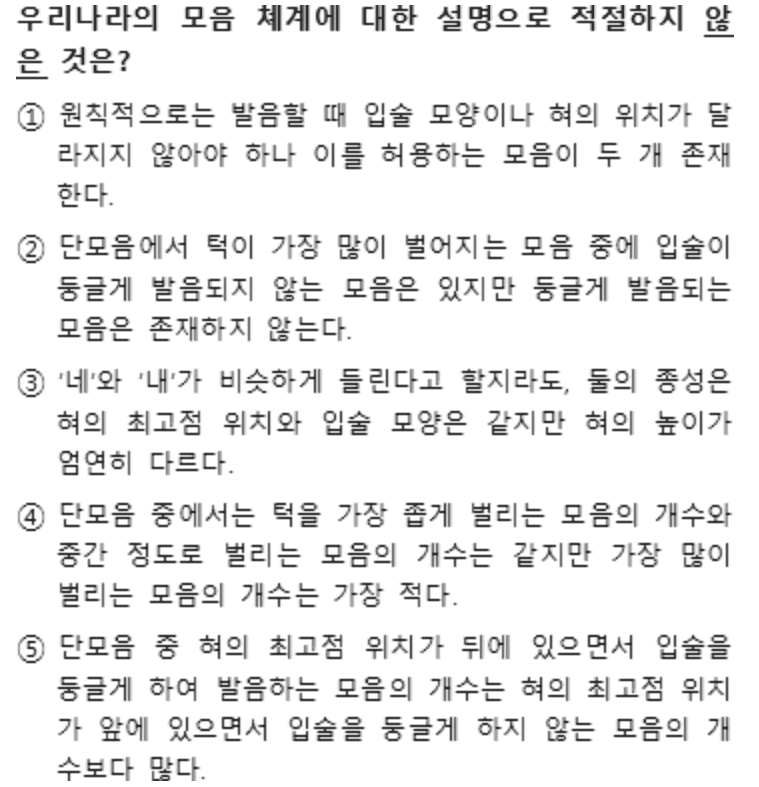 우리나라의 모음 체계에 대한 설명으로 적절하지 않
은 것은?
① 원칙적으로는 발음할 때 입술 모양이나 혀의 위치가 달
라지지 않아야 하나 이를 허용하는 모음이 두 개 존재
한다.
② 단모음에서 턱이 가장 많이 벌어지는 모음 중에 입술이
둥글게 발음되지 않는 모음은 있지만 둥글게 발음되는
모음은 존재하지 않는다.
③ '네'와 '내'가 비슷하게 들린다고 할지라도, 둘의 종성은
혀의 최고점 위치와 입술 모양은 같지만 혀의 높이가
엄연히 다르다.
④ 단모음 중에서는 턱을 가장 좁게 벌리는 모음의 개수와
중간 정도로 벌리는 모음의 개수는 같지만 가장 많이
벌리는 모음의 개수는 가장 적다.
⑤ 단모음 중 혀의 최고점 위치가 뒤에 있으면서 입술을
둥글게 하여 발음하는 모음의 개수는 혀의 최고점 위치
가 앞에 있으면서 입술을 둥글게 하지 않는 모음의 개
수보다 많다.